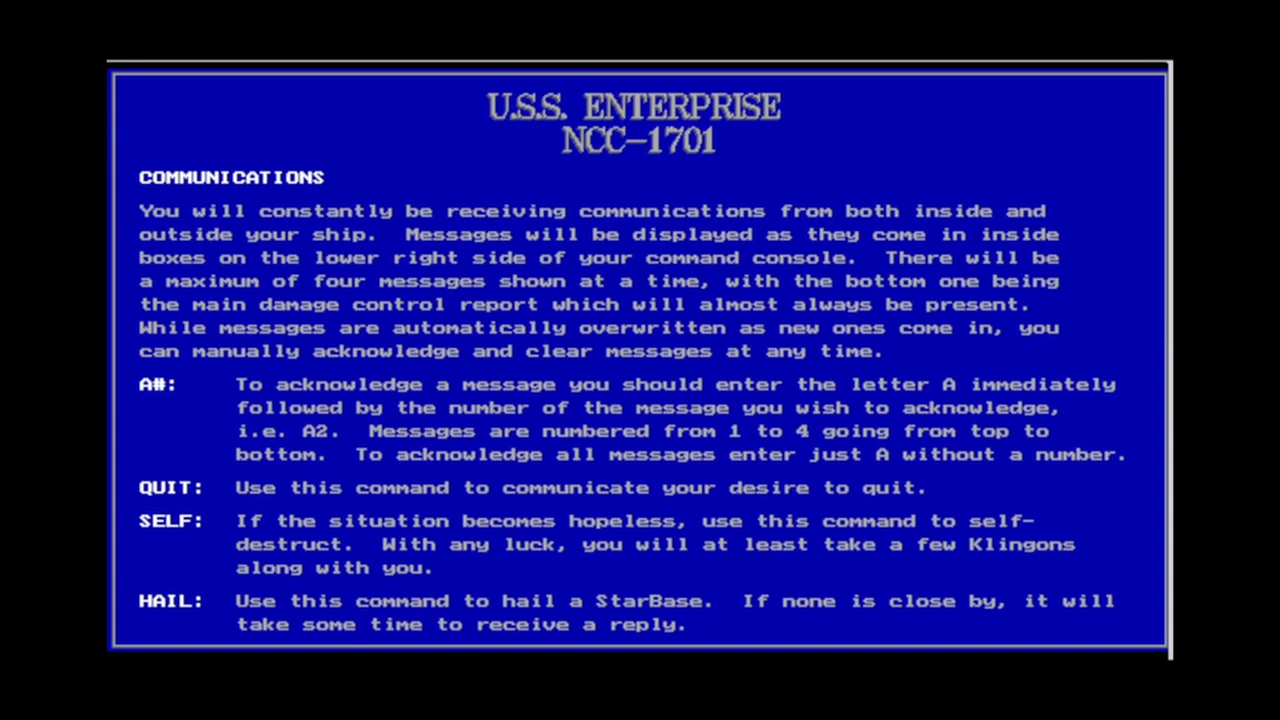 U.S.S. ENTERPRISE
NCC-1701
COMMUNICATIONS
You will constantly be receiving communications from both inside and
outside your ship.  Messages will be displayed as they come in inside
boxes on the lower right side of your command console.  There will be
a maximum of four messages shown at a time, with the bottom one being
the main damage control report which will almost always be present.
While messages are automatically overwritten as new ones come in, you
can manually acknowledge and clear messages at any time.
A#: To acknowledge a message you should enter the letter A immediately
followed by the number of the message you wish to acknowledge,
i.e. A2.  Messages are numbered from 1 to 4 going from top to
bottom.  To acknowledge all messages enter just A without a number.
QUIT: Use this command to communicate your desire to quit.
SELF: If the situation becomes hopeless, use this command to self-
destruct.  With any luck, you will at least take a few Klingons
along with you.
HAIL: Use this command to hail a StarBase.  If none is close by, it will
take some time to receive a reply.